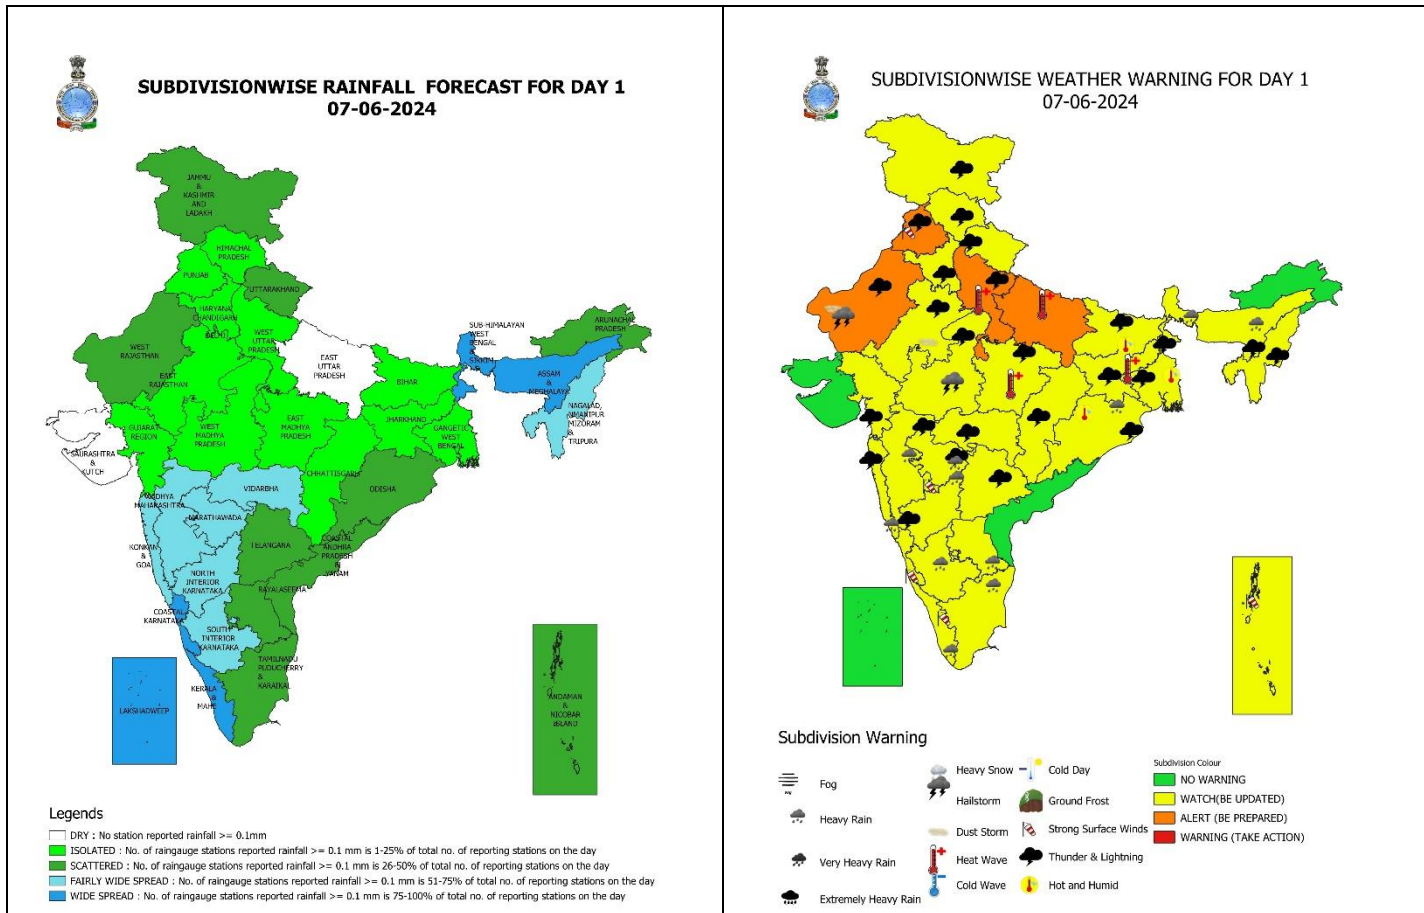 SUBDIVISIONWISE RAINFALL FORECAST FOR DAY 1
07-06-2024
JAMMU
&
KASHMIR
AND
LADAKH
HIMACHAL
PRADESH
PUNJAB
UTTARAKHAND
HARYANA
CHANDIGARH
DELHI
WEST
RAJASTHAN
WEST
UTTAR
PRADESH
EAST
UTTAR
PRADESH
SUB-HIMALAYAN
WEST
BENGAL
&
SIKKIM
ARUNACHAL
PRADESH
ASSAM
&
MEGHALAYA
EAST
RAJASTHAN
BIHAR
NAGALAD,
MANIPUR
MIZORAM
&
TRIPURA
GUJARAT
REGION
WEST
MADHYA
PRADESH
EAST
MADHYA
PRADESH
JHARKHAND
GANGETIC
WEST
BENGAL
SAURASHTRA
&
KUTCH
CHHATTISGARH
VIDARBHA
ODISHA
MADHYA
MAHARASHTRA
MARATHAWADA
TELANGANA
COASTAL
ANDHRA
PRADESH
&
YANAM
KONKAN
&
GOA
NORTH
INTERIOR
KARNATAKA
RAYALASEEMA
COASTAL
KARNATAKA
SOUTH
INTERIOR
KARNATAKA
TAMILNADU
PUDUCHERRY
&
KARAIKAL
KERALA
&
MAHE
LAKSHADWEEP
ANDAMAN
&
NICOBAR
ISLAND
Legends
DRY : No station reported rainfall >= 0.1mm
ISOLATED : No. of raingauge stations reported rainfall >= 0.1 mm is 1-25% of total no. of reporting stations on the day
SCATTERED : No. of raingauge stations reported rainfall >= 0.1 mm is 26-50% of total no. of reporting stations on the day
FAIRLY WIDE SPREAD : No. of raingauge stations reported rainfall >= 0.1 mm is 51-75% of total no. of reporting stations on the day
WIDE SPREAD : No. of raingauge stations reported rainfall >= 0.1 mm is 75-100% of total no. of reporting stations on the day
SUBDIVISIONWISE WEATHER WARNING FOR DAY 1
07-06-2024
Subdivision Warning
Fog
Heavy Rain
Very Heavy Rain
Extremely Heavy Rain
Heavy Snow
Hailstorm
Dust Storm
Heat Wave
Cold Wave
Cold Day
Ground Frost
Strong Surface Winds
Thunder & Lightning
Hot and Humid
Subdivision Colour
NO WARNING
WATCH(BE UPDATED)
ALERT (BE PREPARED)
WARNING (TAKE ACTION)